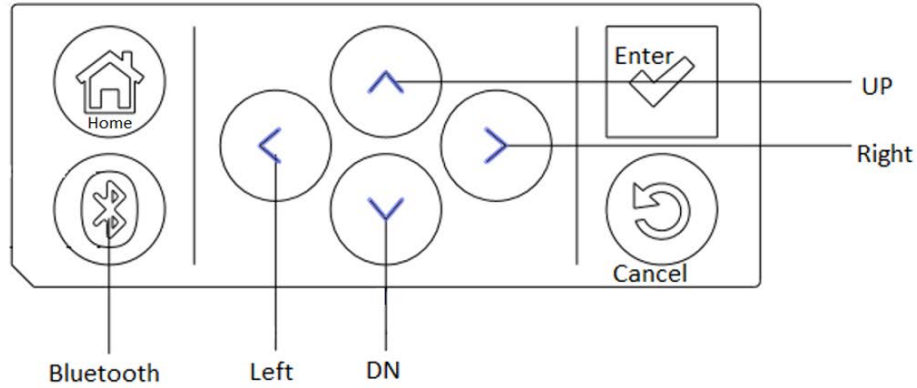 Enter
UP
Home
Right
Cancel
Bluetooth
Left
DN